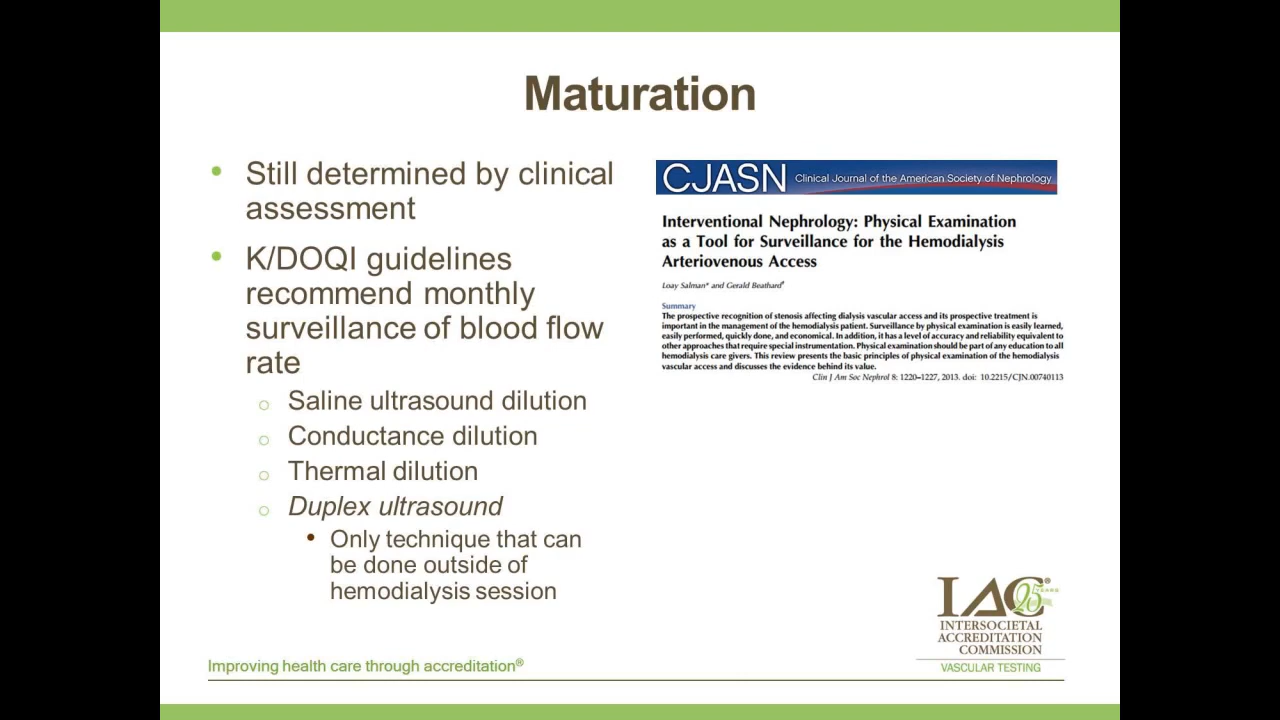 Maturation
• Still determined by clinical
assessment
• K/DOQI guidelines
recommend monthly
surveillance of blood flow
rate
o Saline ultrasound dilution
o Conductance dilution
o Thermal dilution
o Duplex ultrasound
• Only technique that can
be done outside of
hemodialysis session
CJASN Clinical Journal of the American Society of Nephrology
Interventional Nephrology: Physical Examination
as a Tool for Surveillance for the Hemodialysis
Arteriovenous Access
Loay Salman* and Gerald Beathard†
Summary
The prospective recognition of stenosis affecting dialysis vascular access and its prospective treatment is
important in the management of the hemodialysis patient. Surveillance by physical examination is easily learned,
easily performed, quickly done, and economical. In addition, it has a level of accuracy and reliability equivalent to
other approaches that require special instrumentation. Physical examination should be part of any education to all
hemodialysis care givers. This review presents the basic principles of physical examination of the hemodialysis
vascular access and discusses the evidence behind its value.
Clin J Am Soc Nephrol 8: 1220–1227, 2013. doi: 10.2215/CJN.00740113
IAC® 25 YEARS
INTERSOCIETAL
ACCREDITATION
COMMISSION
VASCULAR TESTING
Improving health care through accreditation®